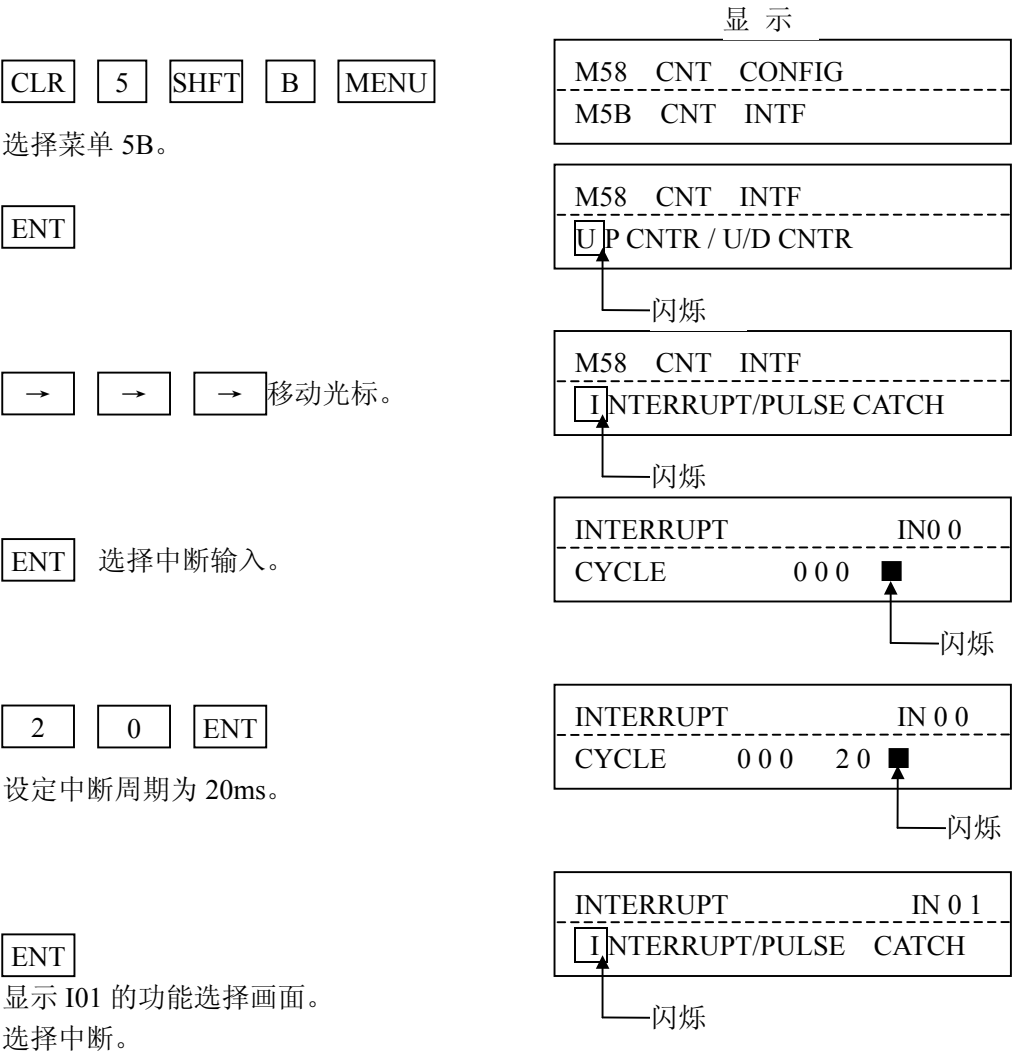 显 示
CLR 5 SHFT B MENU
选择菜单 5B。
M58 CNT CONFIG
M5B CNT INTF
ENT
M58 CNT INTF
UP CNTR / U/D CNTR
闪烁
→ → → 移动光标。
M58 CNT INTF
INTERRUPT/PULSE CATCH
闪烁
ENT 选择中断输入。
INTERRUPT IN0 0
CYCLE 0 0 0 ■
闪烁
2 0 ENT
设定中断周期为 20ms。
INTERRUPT IN 0 0
CYCLE 0 0 0 2 0 ■
闪烁
ENT
显示 I01 的功能选择画面。
选择中断。
INTERRUPT IN 0 1
INTERRUPT/PULSE CATCH
闪烁